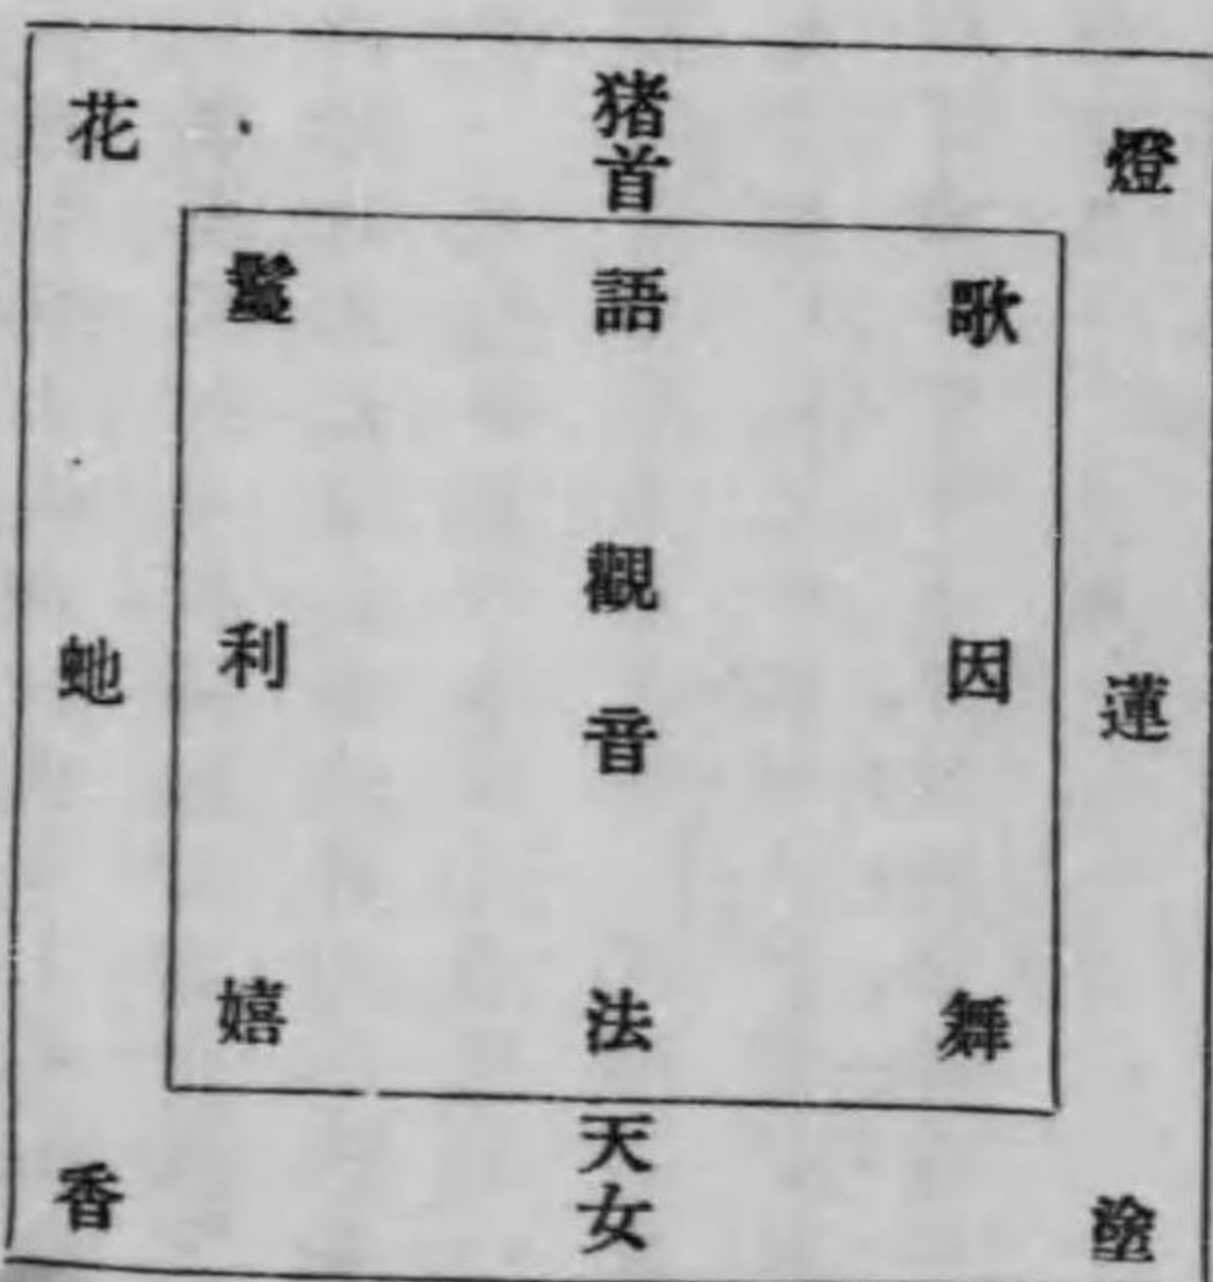 花 猪首 燈
鬘 語 歌
虵 利 觀音 因 蓮
嬉 法 舞
香 天女 塗